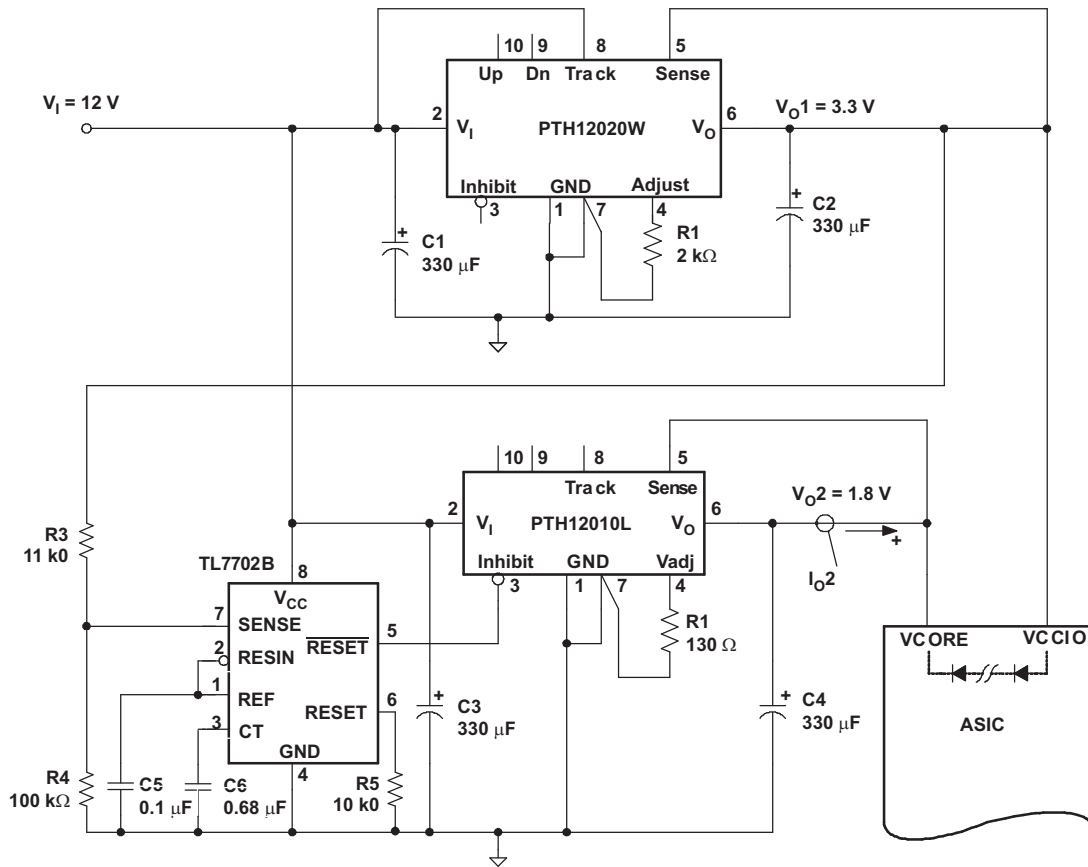 10 9 8 5
Up Dn Track Sense
V_I = 12 V
2 V_I PTH12020W V_O 6
V_O1 = 3.3 V
Inhibit GND Adjust
3 1 7 4
C1
330 µF
R1
2 kΩ
C2
330 µF
10 9 8 5
Track Sense
2 V_I PTH12010L V_O 6
V_O2 = 1.8 V
+
I_O2
Inhibit GND Vadj
3 1 7 4
R1
130 Ω
R3
11 k0
TL7702B
8
V_CC
7 SENSE
2 RESIN
1 REF
3 CT
RESET 5
RESET 6
GND
4
R4
100 kΩ
C5
0.1 µF
C6
0.68 µF
R5
10 k0
+
C3
330 µF
+
C4
330 µF
VCORE VCCIO
ASIC